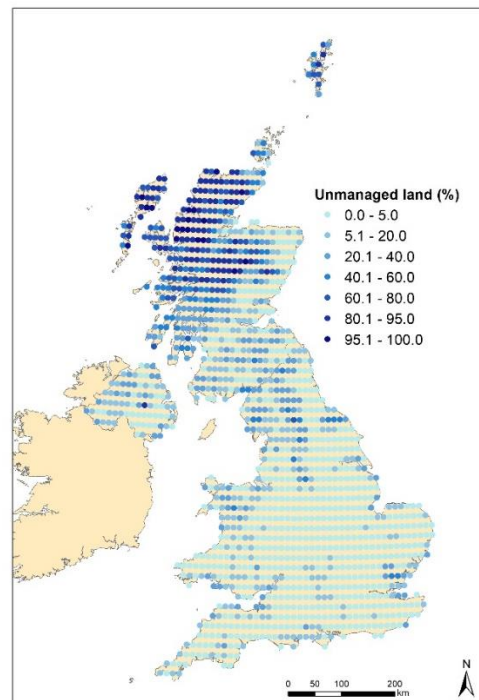 Unmanaged land (%)
0.0 - 5.0
5.1 - 20.0
20.1 - 40.0
40.1 - 60.0
60.1 - 80.0
80.1 - 95.0
95.1 - 100.0
0 50 100 200
km
N